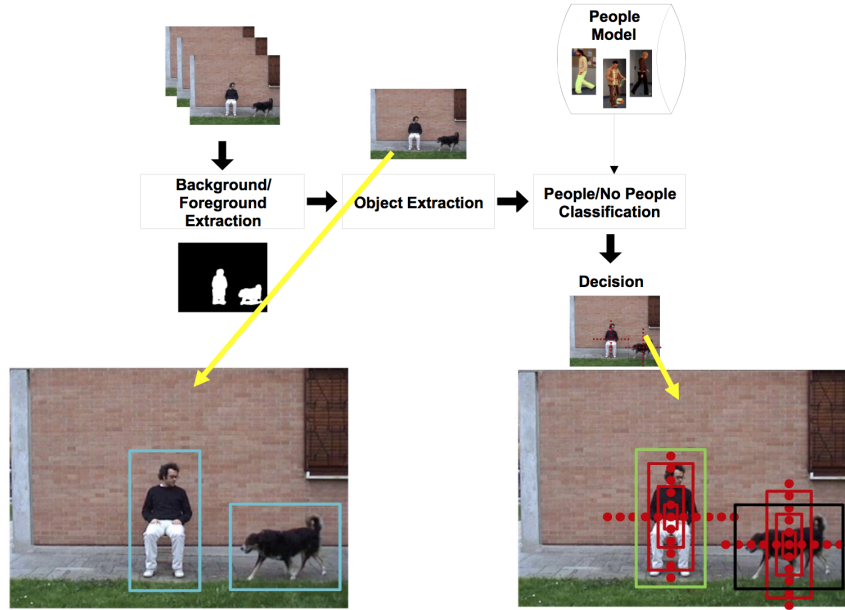 People
Model
Background/
Foreground
Extraction
Object Extraction
People/No People
Classification
Decision